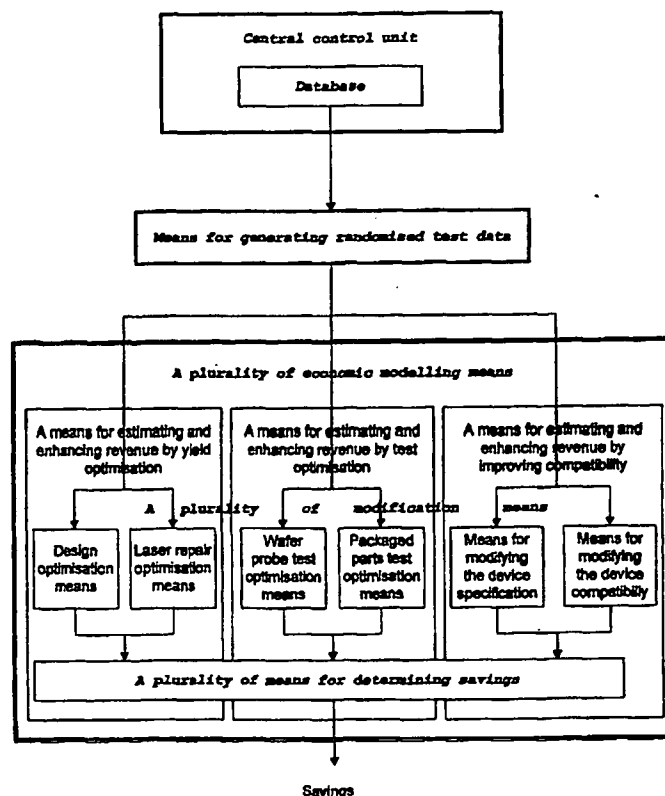 Central control unit
Database
Means for generating randomised test data
A plurality of economic modelling means
A means for estimating and
enhancing revenue by yield
optimisation
A means for estimating and
enhancing revenue by test
optimisation
A means for estimating and
enhancing revenue by
improving compatibility
A plurality of modification means
Design
optimisation
means
Laser repair
optimisation
means
Wafer
probe test
optimisation
means
Packaged
parts test
optimisation
means
Means for
modifying
the device
specification
Means for
modifying
the device
compatibiliy
A plurality of means for determining savings
Savings